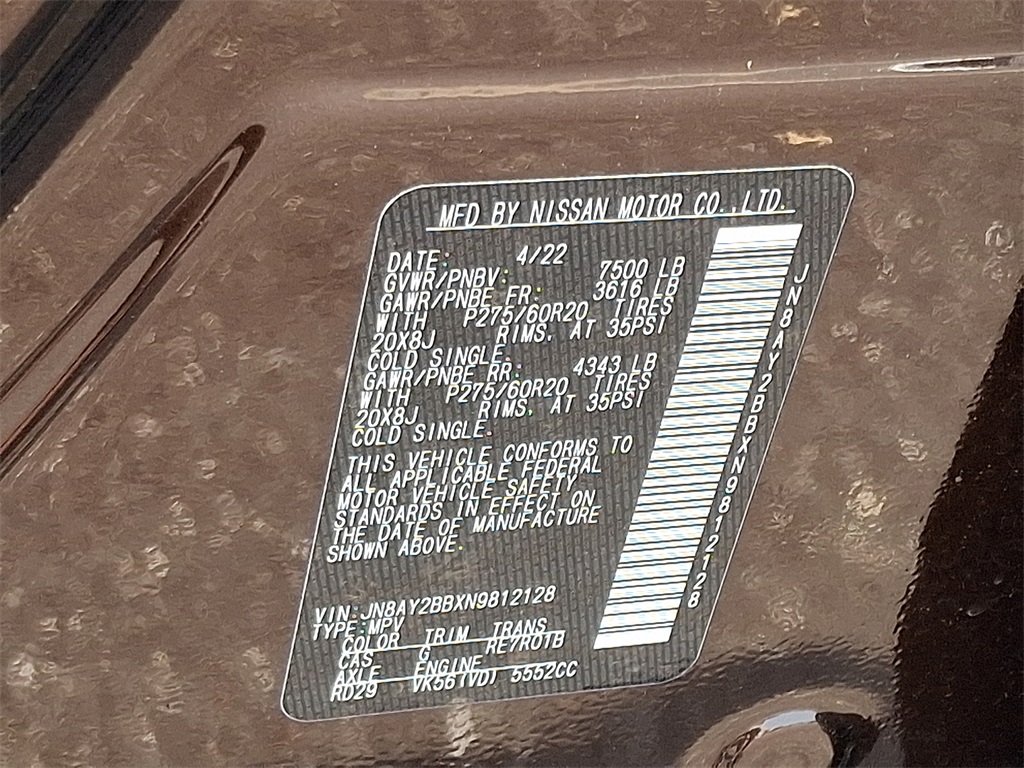 MFD BY NISSAN MOTOR CO.,LTD.
DATE: 4/22
GVWR/PNBV: 7500 LB
GAWR/PNBE FR: 3616 LB
WITH P275/60R20 TIRES
20X8J RIMS, AT 35PSI
COLD SINGLE.
GAWR/PNBE RR: 4343 LB
WITH P275/60R20 TIRES
20X8J RIMS, AT 35PSI
COLD SINGLE.
THIS VEHICLE CONFORMS TO
ALL APPLICABLE FEDERAL
MOTOR VEHICLE SAFETY
STANDARDS IN EFFECT ON
THE DATE OF MANUFACTURE
SHOWN ABOVE.
VIN:JN8AY2BBXN9812128
TYPE:MPV
COLOR TRIM TRANS
CAS G RE7R01B
AXLE ENGINE
RD29 VK56(VD) 5552CC
JN8AY2BBXN9812128